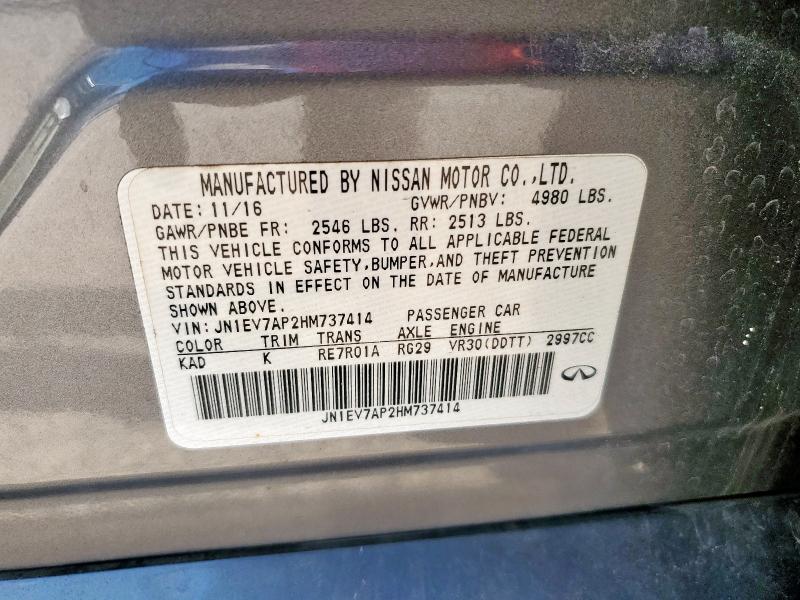 MANUFACTURED BY NISSAN MOTOR CO.,LTD.
DATE: 11/16 GVWR/PNBV: 4980 LBS.
GAWR/PNBE FR: 2546 LBS. RR: 2513 LBS.
THIS VEHICLE CONFORMS TO ALL APPLICABLE FEDERAL
MOTOR VEHICLE SAFETY,BUMPER,AND THEFT PREVENTION
STANDARDS IN EFFECT ON THE DATE OF MANUFACTURE
SHOWN ABOVE.
VIN: JN1EV7AP2HM737414 PASSENGER CAR
COLOR TRIM TRANS AXLE ENGINE
KAD K RE7R01A RG29 VR30(DDTT) 2997CC
JN1EV7AP2HM737414